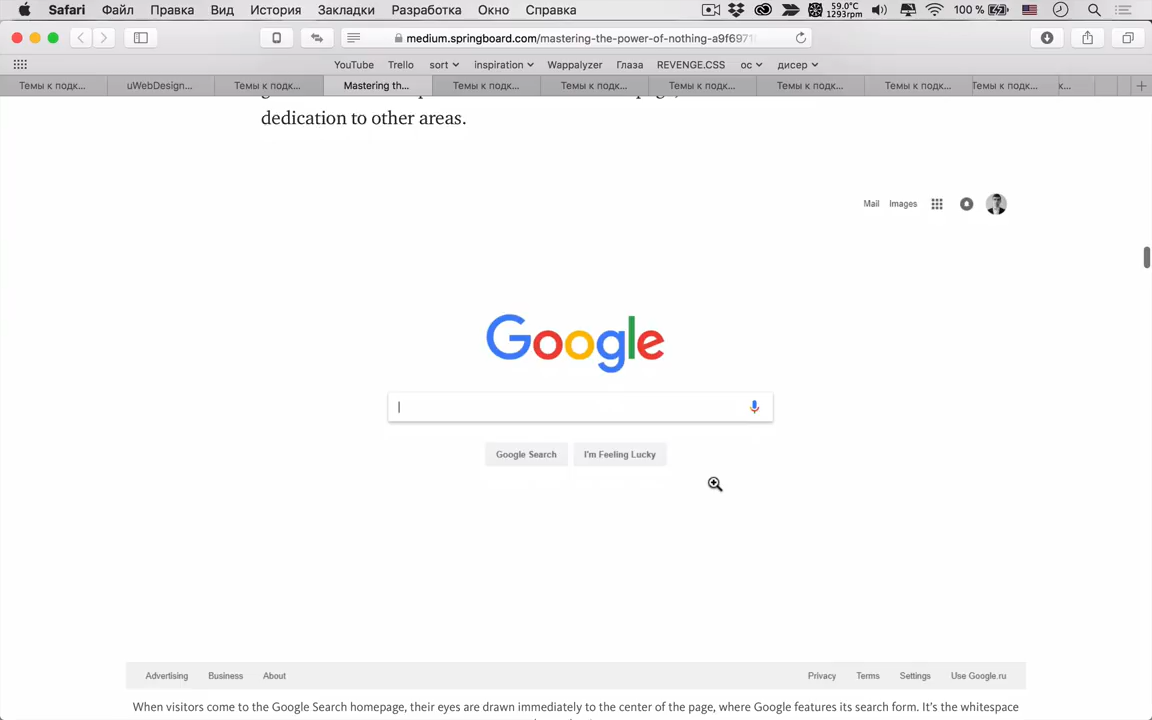 Safari Файл Правка Вид История Закладки Разработка Окно Справка 59.0°C 1293rpm 100 %
medium.springboard.com/mastering-the-power-of-nothing-a9f6971
YouTube Trello sort inspiration Wappalyzer Глаза REVENGE.CSS ос дисер
Темы к подк... uWebDesign... Темы к подк... Mastering th... Темы к подк... Темы к подк... Темы к подк... Темы к подк... Темы к подк... Темы к подк... к...
dedication to other areas.
Mail Images
Google
Google Search I'm Feeling Lucky
Advertising Business About Privacy Terms Settings Use Google.ru
When visitors come to the Google Search homepage, their eyes are drawn immediately to the center of the page, where Google features its search form. It's the whitespace